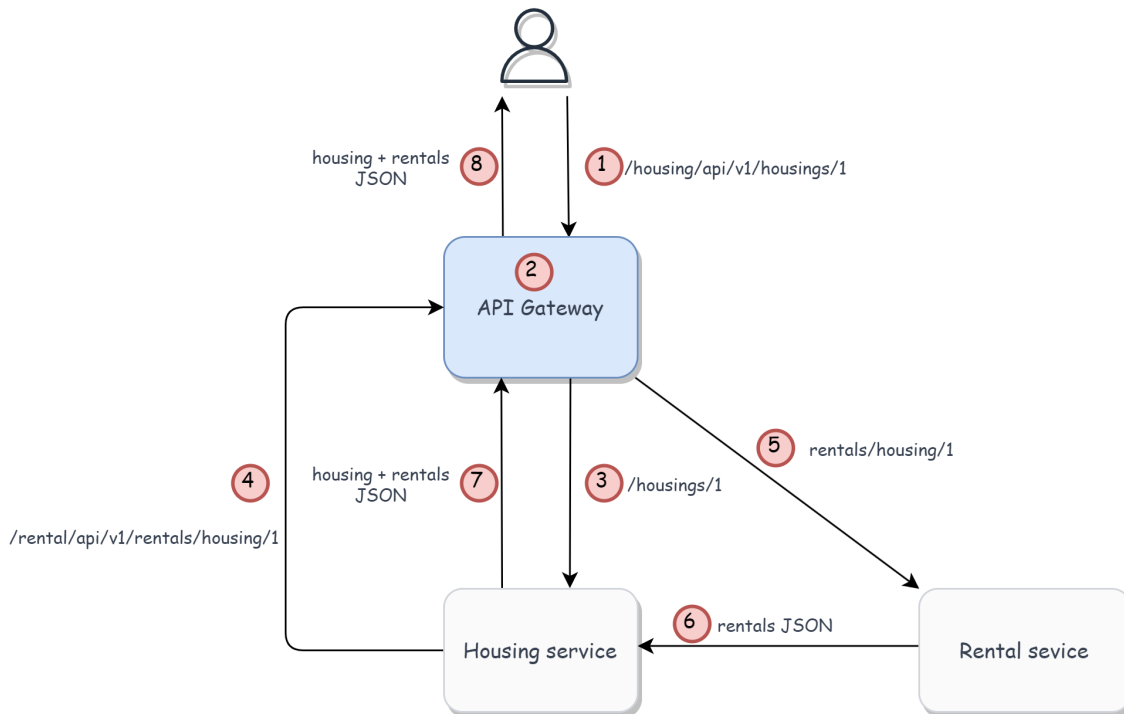 housing + rentals
JSON
8
1
/housing/api/v1/housings/1
2
API Gateway
4
/rental/api/v1/rentals/housing/1
housing + rentals
JSON
7
3
/housings/1
5
rentals/housing/1
6
rentals JSON
Housing service
Rental sevice